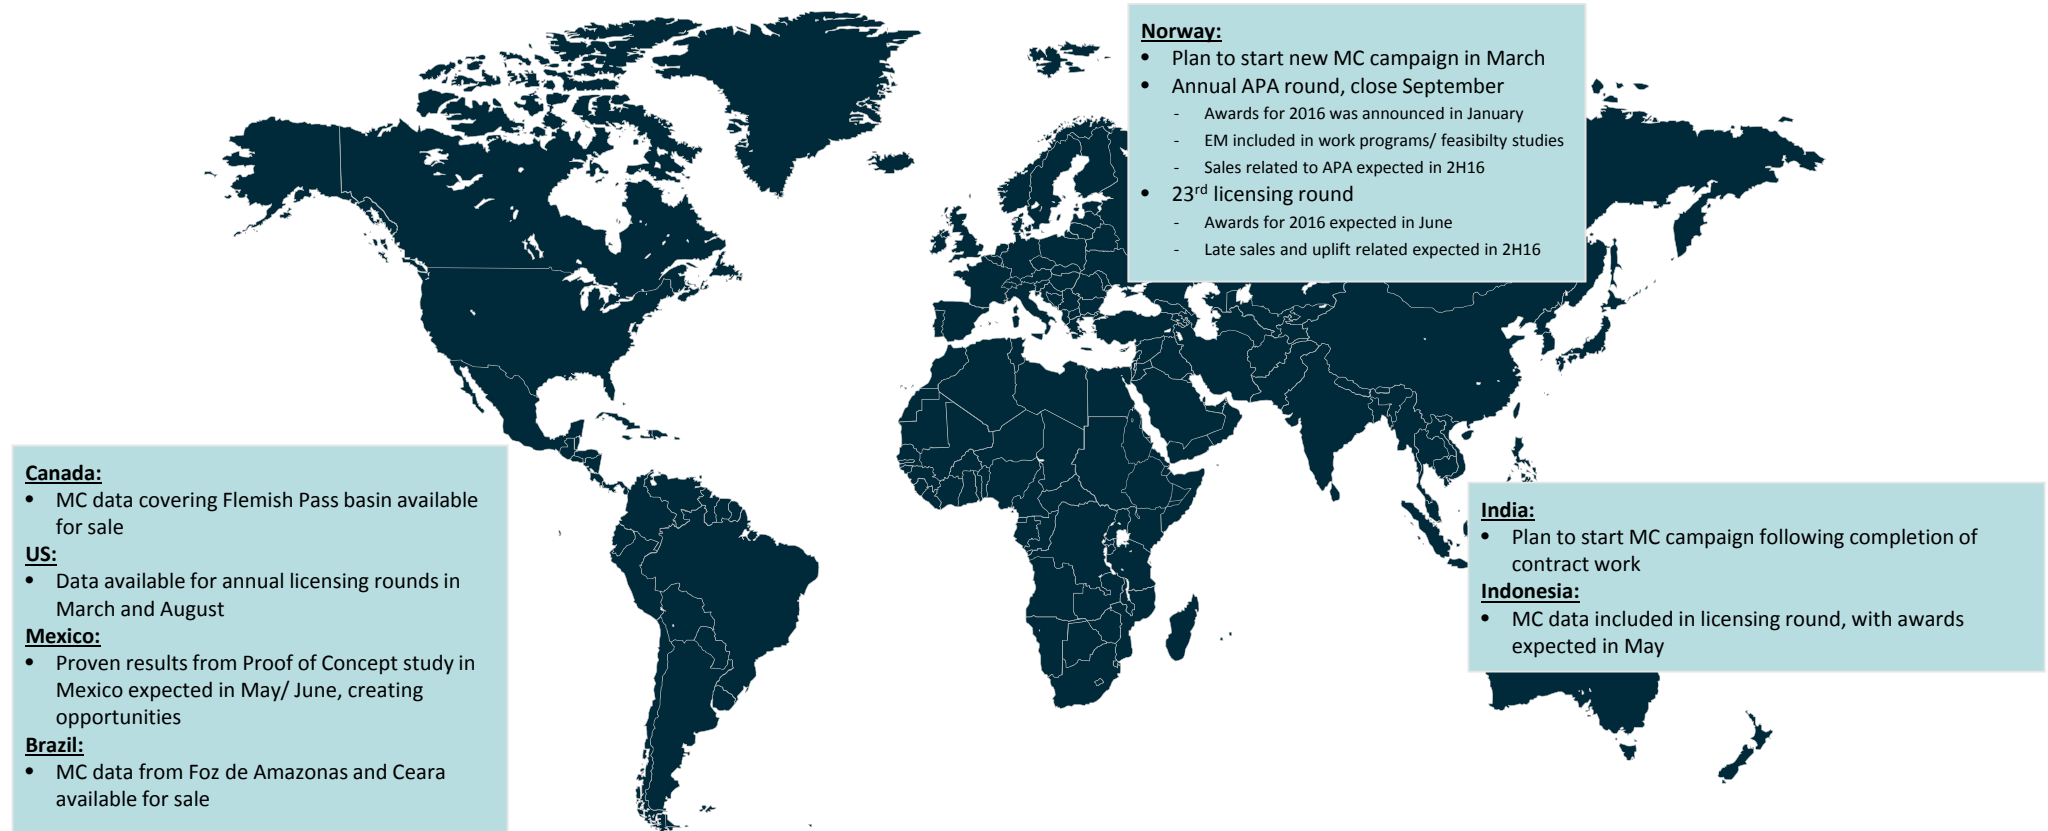 Norway:
• Plan to start new MC campaign in March
• Annual APA round, close September
- Awards for 2016 was announced in January
- EM included in work programs/ feasibilty studies
- Sales related to APA expected in 2H16
• 23rd licensing round
- Awards for 2016 expected in June
- Late sales and uplift related expected in 2H16
Canada:
• MC data covering Flemish Pass basin available
for sale
US:
• Data available for annual licensing rounds in
March and August
Mexico:
• Proven results from Proof of Concept study in
Mexico expected in May/ June, creating
opportunities
Brazil:
• MC data from Foz de Amazonas and Ceara
available for sale
India:
• Plan to start MC campaign following completion of
contract work
Indonesia:
• MC data included in licensing round, with awards
expected in May